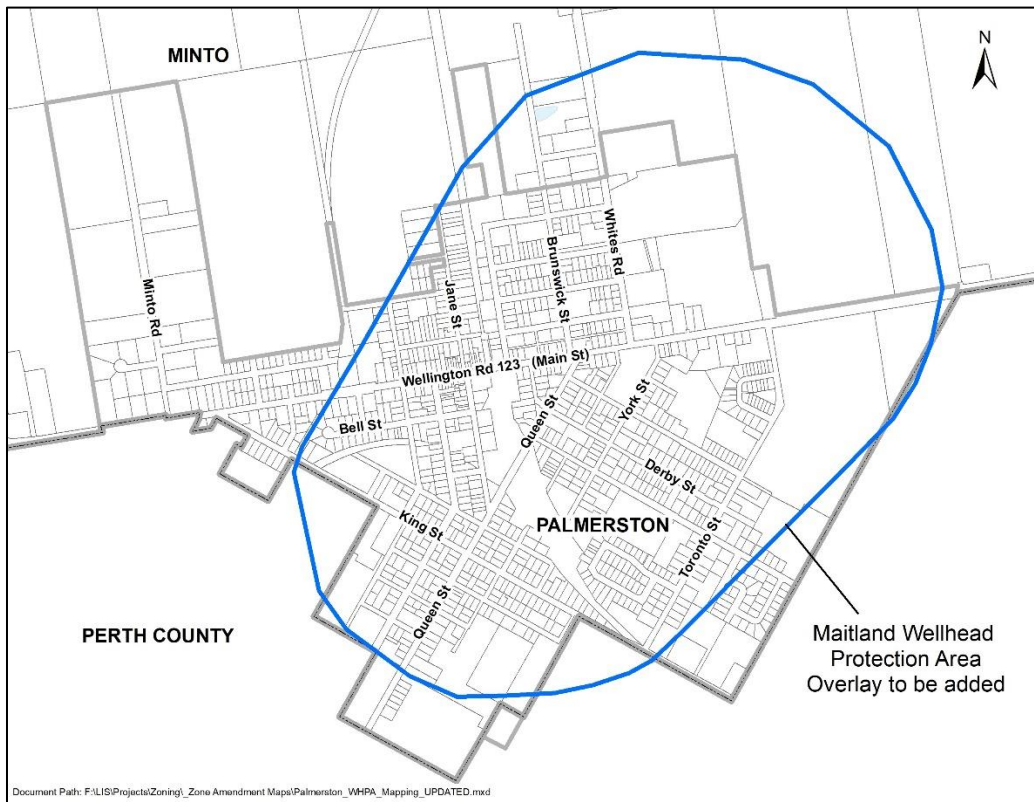 MINTO
N
Minto Rd
Jane St
Brunswick St
Whites Rd
Wellington Rd 123 (Main St)
Bell St
Queen St
York St
Derby St
King St
PALMERSTON
Toronto St
Queen St
PERTH COUNTY
Maitland Wellhead
Protection Area
Overlay to be added
Document Path: F:\LIS\Projects\Zoning\_Zone Amendment Maps\Palmerston_WHPA_Mapping_UPDATED.mxd